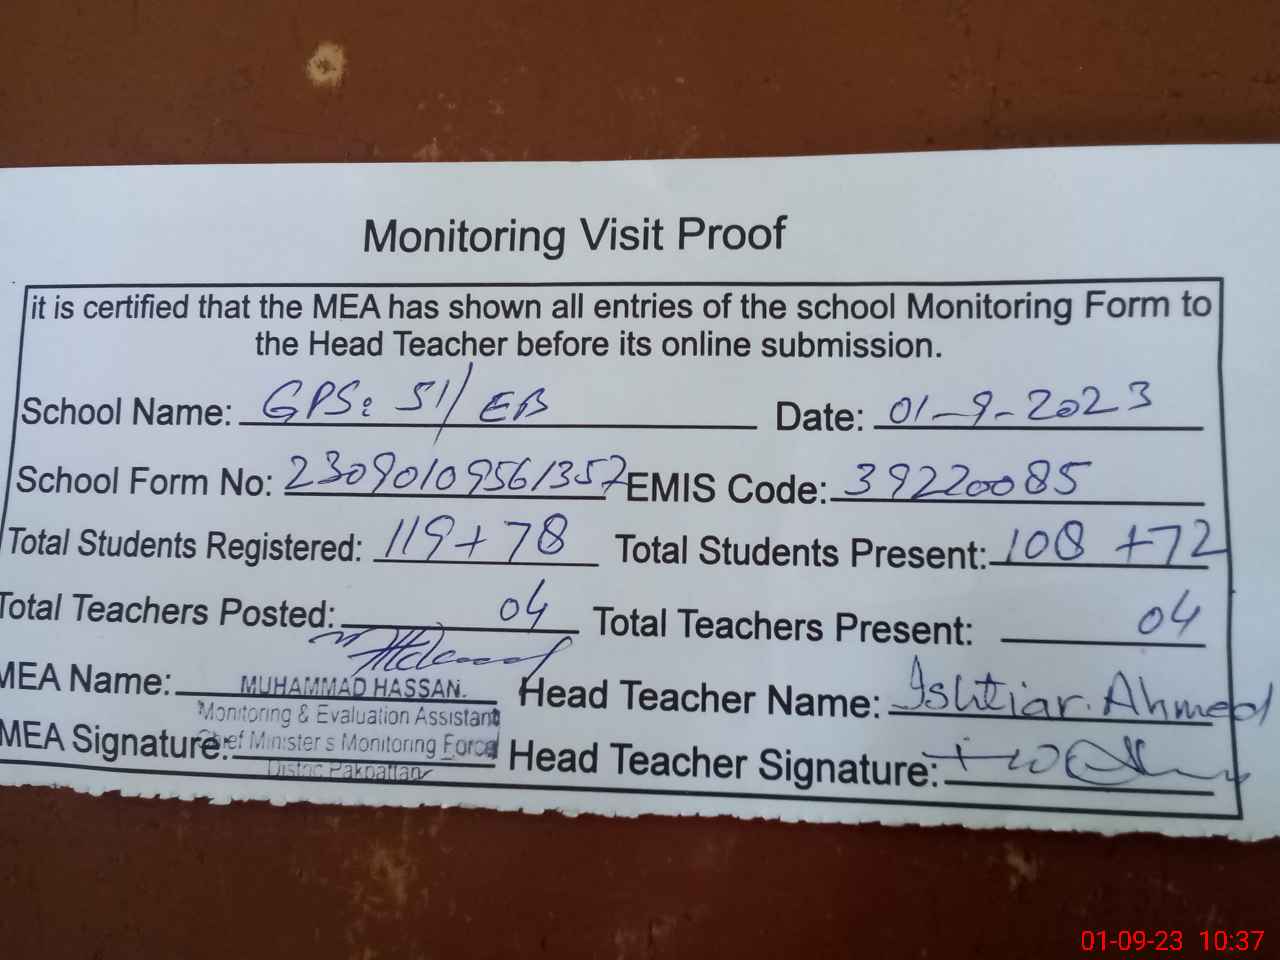 Monitoring Visit Proof
it is certified that the MEA has shown all entries of the school Monitoring Form to
the Head Teacher before its online submission.
School Name: GPS: 51/EB Date: 01-9-2023
School Form No: 23090109561357 EMIS Code: 39220085
Total Students Registered: 119+78 Total Students Present: 108 +72
Total Teachers Posted: 04 Total Teachers Present: 04
MEA Name: MUHAMMAD HASSAN. Head Teacher Name: Ishtiar. Ahmed
Monitoring & Evaluation Assistant
MEA Signature: Chief Minister s Monitoring Force Head Teacher Signature:
Distric Pakpattan
01-09-23 10:37